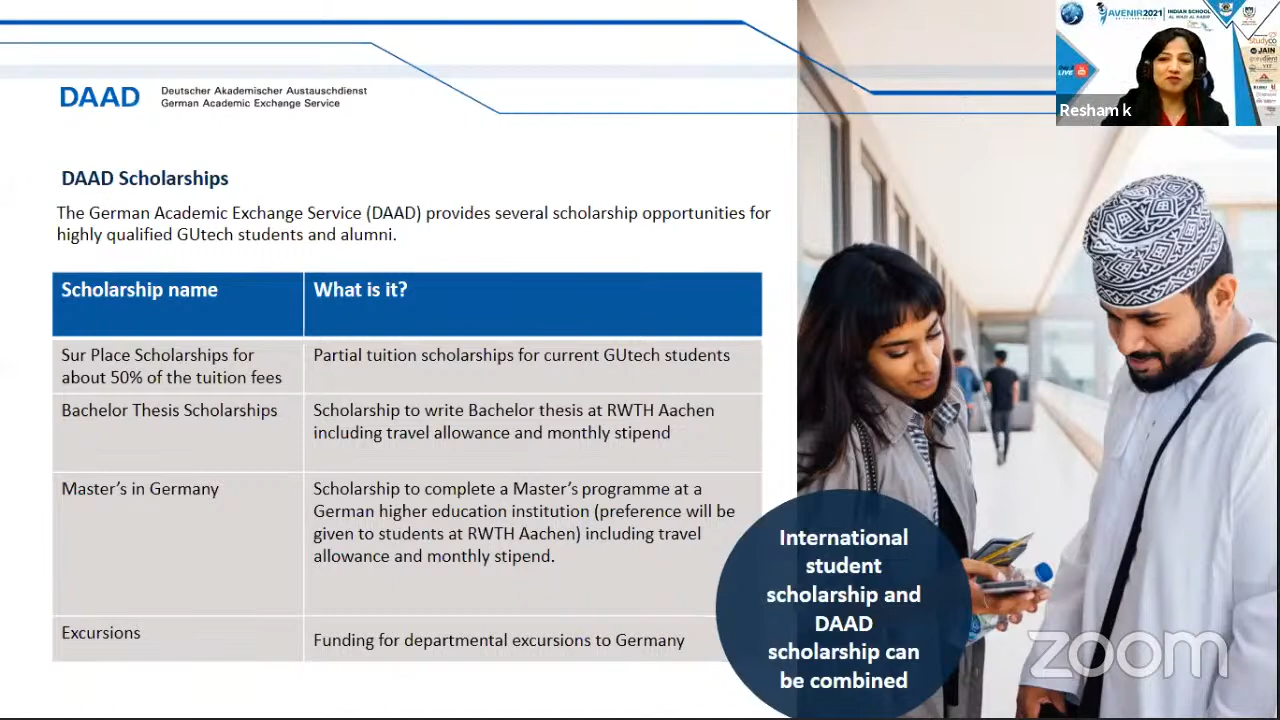 DAAD
Deutscher Akademischer Austauschdienst
German Academic Exchange Service
AVENIR2021
INDIAN SCHOOL
AL WADI AL KABIR
LIVE
studyco
JAIN
Resham k
DAAD Scholarships
The German Academic Exchange Service (DAAD) provides several scholarship opportunities for
highly qualified GUtech students and alumni.
Scholarship name
What is it?
Sur Place Scholarships for
about 50% of the tuition fees
Partial tuition scholarships for current GUtech students
Bachelor Thesis Scholarships
Scholarship to write Bachelor thesis at RWTH Aachen
including travel allowance and monthly stipend
Master's in Germany
Scholarship to complete a Master's programme at a
German higher education institution (preference will be
given to students at RWTH Aachen) including travel
allowance and monthly stipend.
Excursions
Funding for departmental excursions to Germany
International
student
scholarship and
DAAD
scholarship can
be combined
zoom